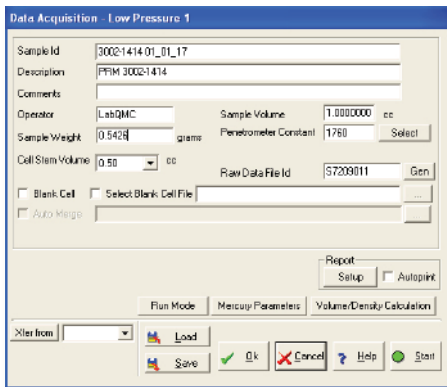 Data Acquisition - Low Pressure 1
Sample Id 3002-1414 01_01_17
Description PRM 3002-1414
Comments
Operator LabQMC Sample Volume 1.0000000 cc
Sample Weight 0.5426 grams Penetrometer Constant 1760 Select
Cell Stem Volume 0.50 cc
Raw Data File Id S7209011 Gen
Blank Cell Select Blank Cell File ...
Auto Merge
Report
Setup Autoprint
Run Mode Mercury Parameters Volume/Density Calculation
Xfer from Load
Save Ok Cancel Help Start